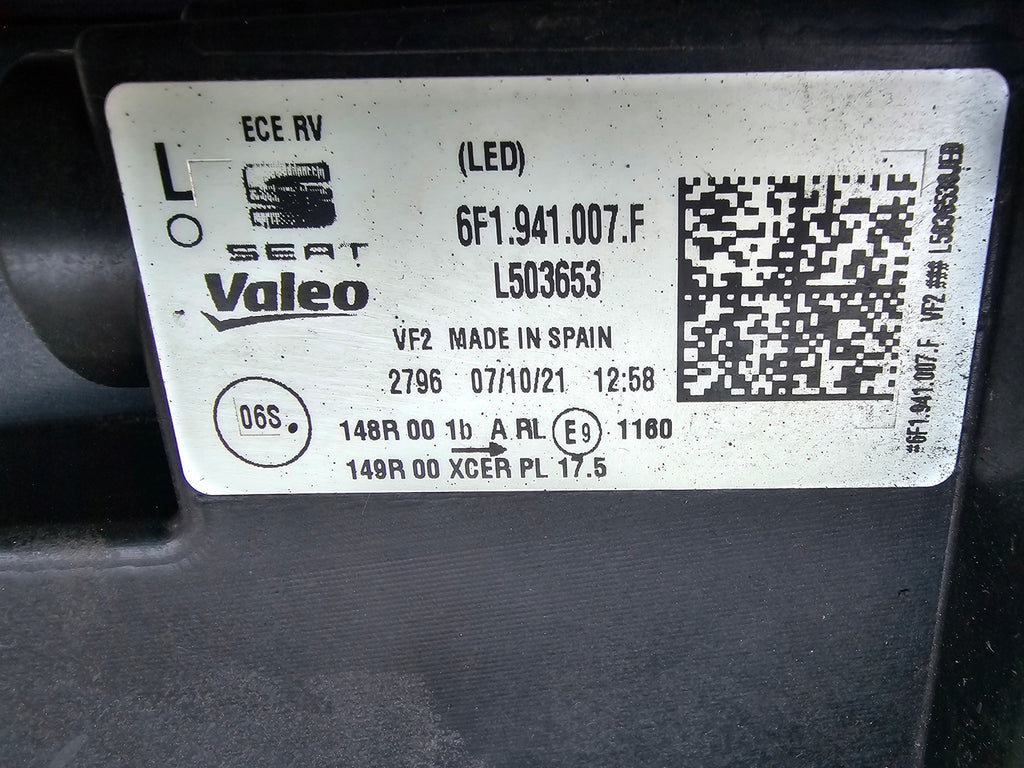 L
ECE RV
SEAT
Valeo
(LED)
6F1.941.007.F
L503653
VF2 MADE IN SPAIN
2796 07/10/21 12:58
06S.
148R 00 1b A RL E9 1160
149R 00 XCER PL 17.5
#6F1.941.007.F VF2 ###